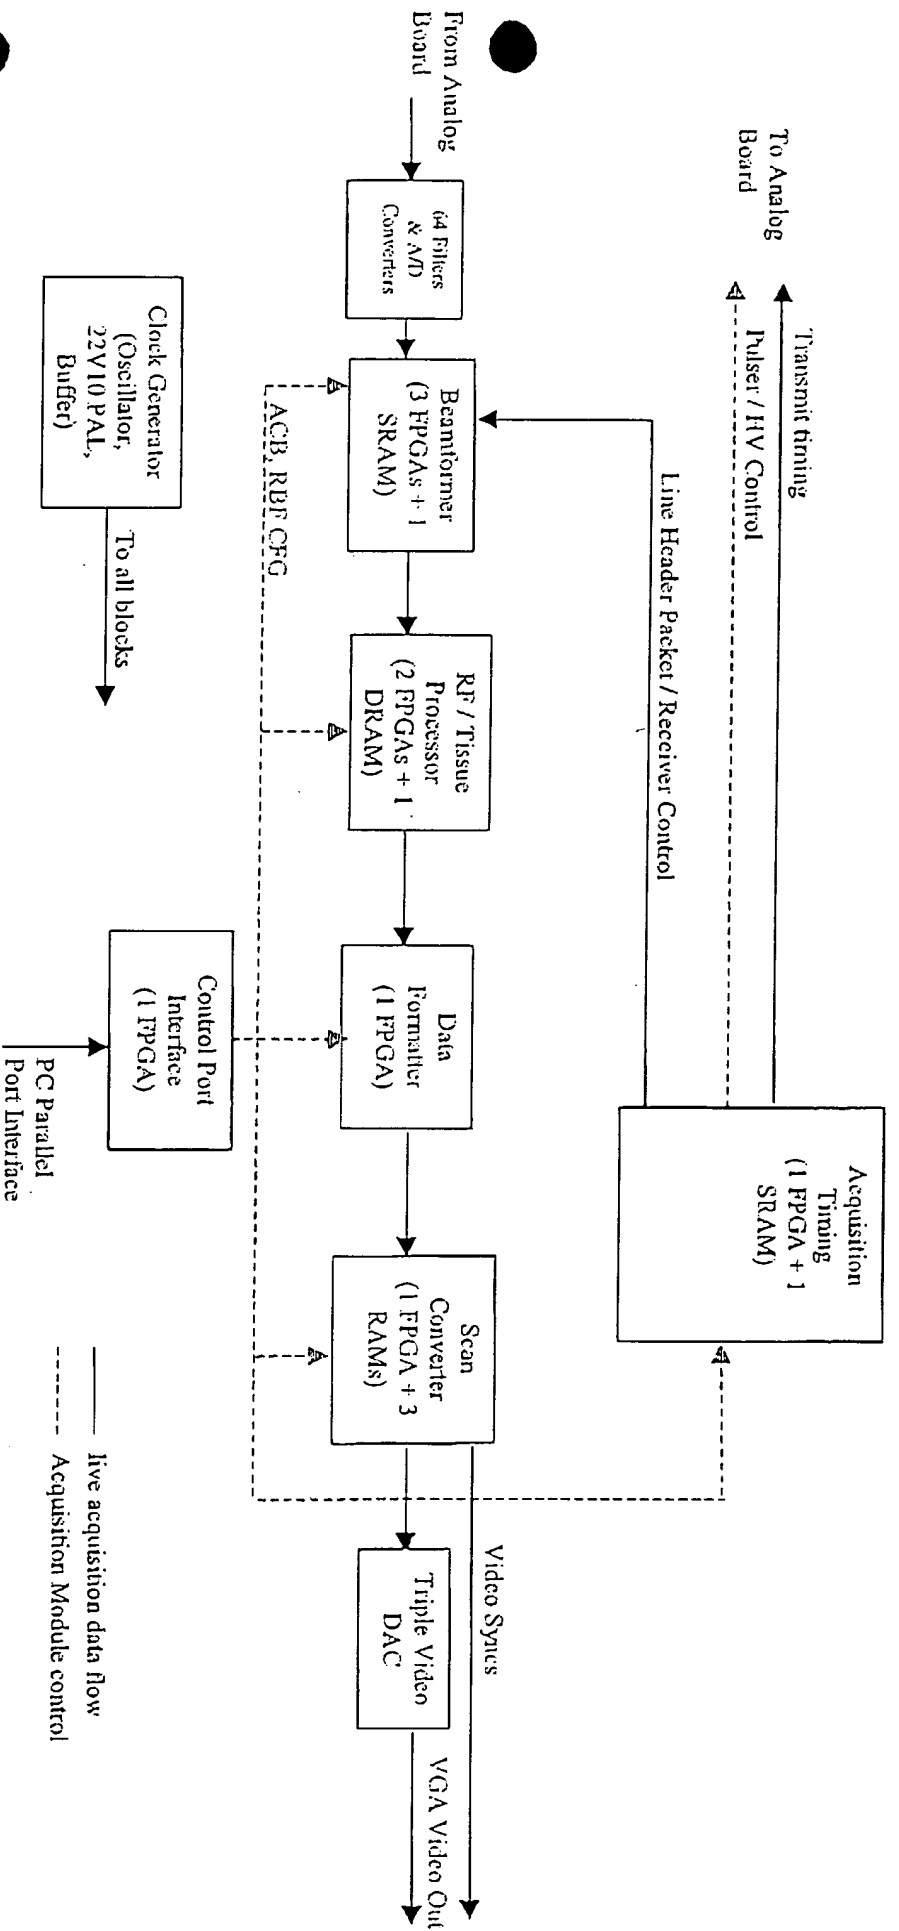 To Analog
Board
Transmit timing
Pulser / HV Control
Acquisition
Timing
(1 FPGA + 1
SRAM)
Line Header Packet / Receiver Control
From Analog
Board
64 Filters
& A/D
Converters
Beamformer
(3 FPGAs + 1
SRAM)
RF / Tissue
Processor
(2 FPGAs + 1
DRAM)
Data
Formatter
(1 FPGA)
Scan
Converter
(1 FPGA + 3
RAMs)
Video Syncs
Triple Video
DAC
VGA Video Out
ACB, RBF CFG
Clock Generator
(Oscillator,
22V10 PAL,
Buffer)
To all blocks
Control Port
Interface
(1 FPGA)
PC Parallel
Port Interface
live acquisition data flow
Acquisition Module control